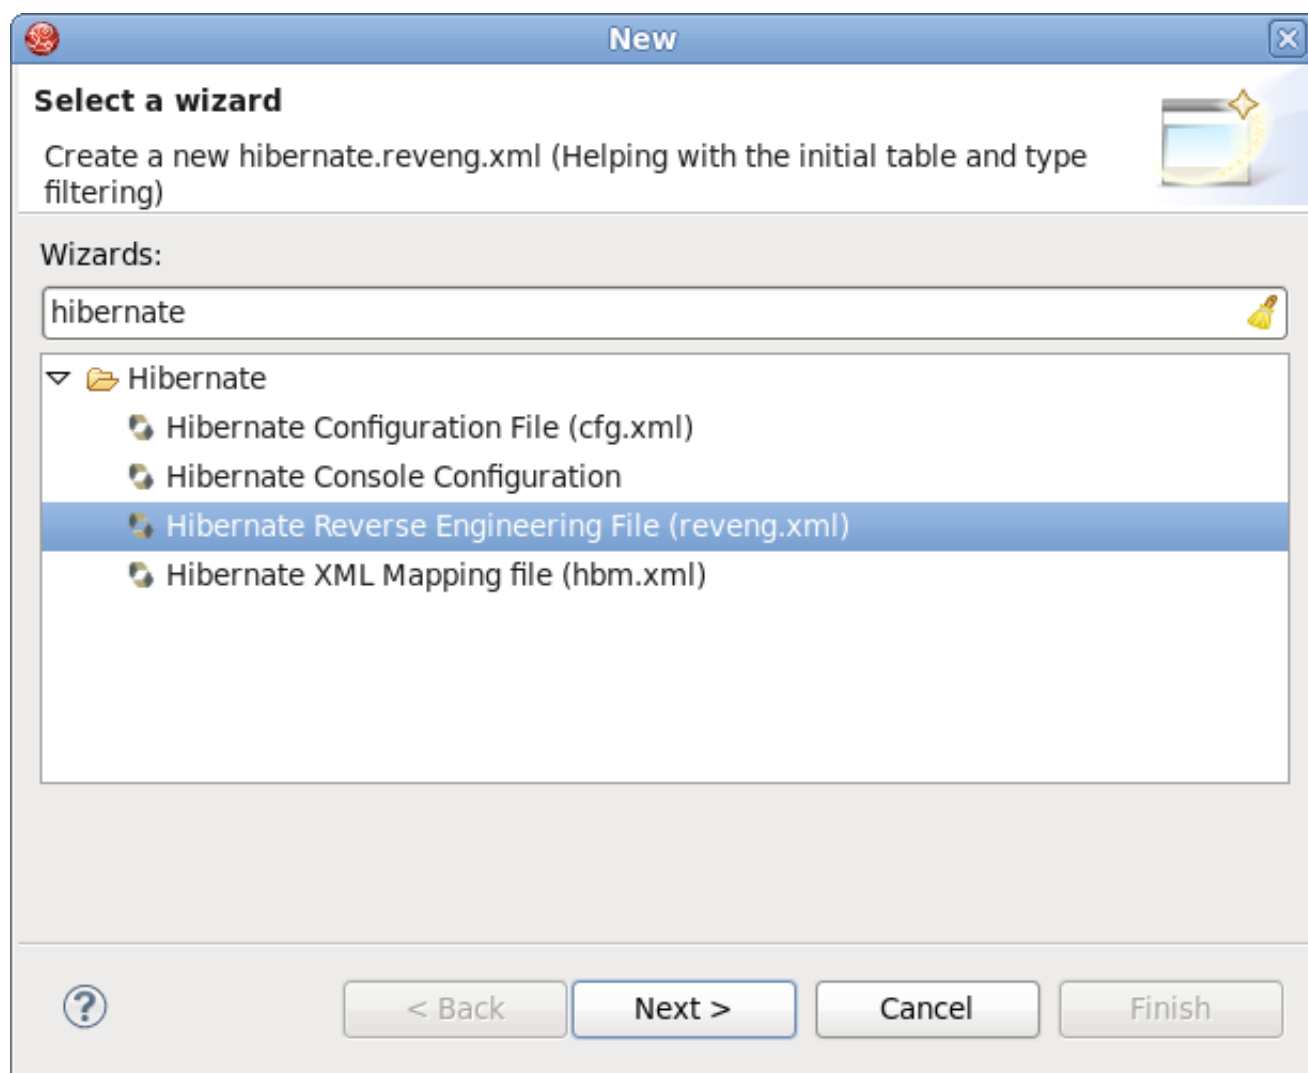 New
Select a wizard
Create a new hibernate.reveng.xml (Helping with the initial table and type
filtering)
Wizards:
hibernate
Hibernate
Hibernate Configuration File (cfg.xml)
Hibernate Console Configuration
Hibernate Reverse Engineering File (reveng.xml)
Hibernate XML Mapping file (hbm.xml)
? < Back Next > Cancel Finish